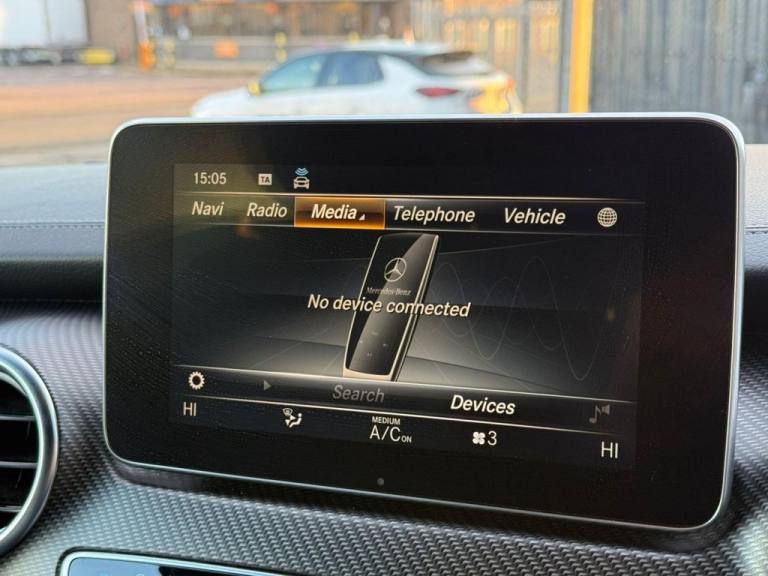 15:05 TA
Navi Radio Media Telephone Vehicle
Mercedes-Benz
No device connected
Search Devices
HI MEDIUM
A/C ON 3 HI